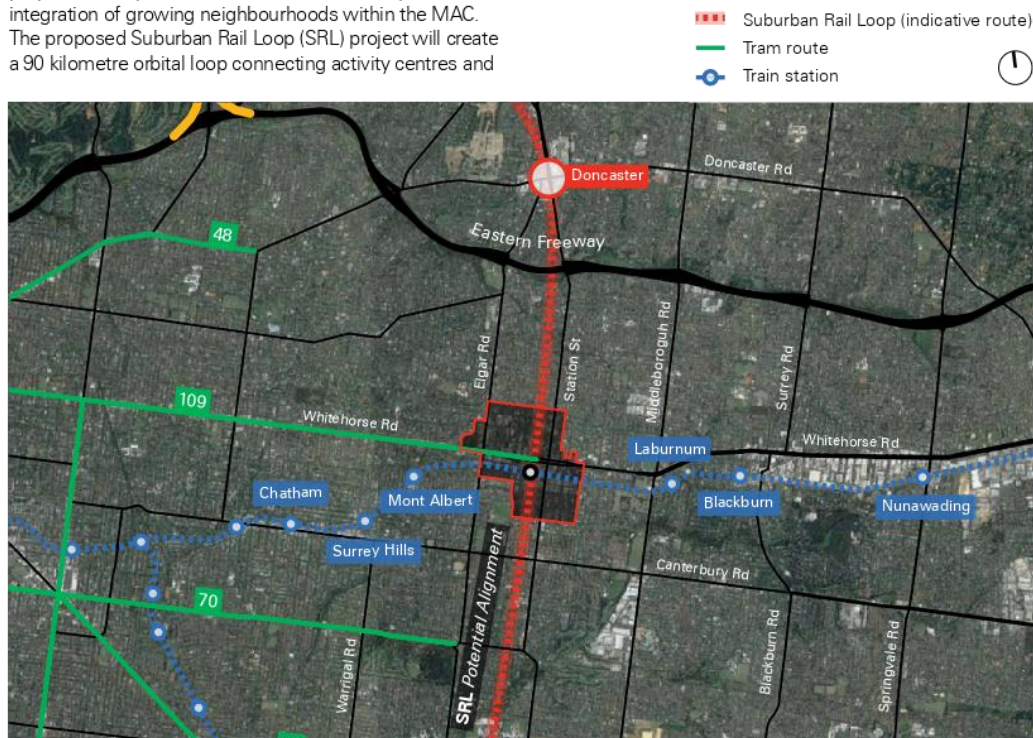 integration of growing neighbourhoods within the MAC.
The proposed Suburban Rail Loop (SRL) project will create
a 90 kilometre orbital loop connecting activity centres and
Suburban Rail Loop (indicative route)
Tram route
Train station
Doncaster
Doncaster Rd
48
Eastern Freeway
Elgar Rd
Station St
Middleboroguh Rd
Surrey Rd
109
Whitehorse Rd
Whitehorse Rd
Laburnum
Chatham
Mont Albert
Blackburn
Nunawading
Surrey Hills
Canterbury Rd
70
SRL Potential Alignment
Warrigal Rd
Blackburn Rd
Springvale Rd